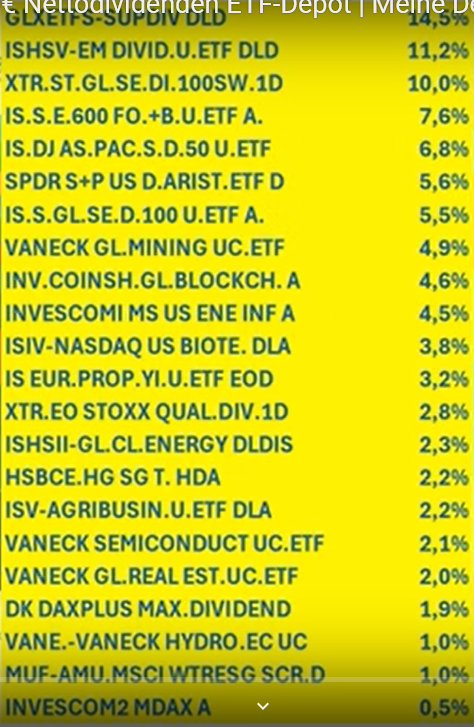 € Nettodividenden ETF-Depot | Meine De
GLXETFS-SUPDIV DLD 14,5%
ISHSV-EM DIVID.U.ETF DLD 11,2%
XTR.ST.GL.SE.DI.100SW.1D 10,0%
IS.S.E.600 FO.+B.U.ETF A. 7,6%
IS.DJ AS.PAC.S.D.50 U.ETF 6,8%
SPDR S+P US D.ARIST.ETF D 5,6%
IS.S.GL.SE.D.100 U.ETF A. 5,5%
VANECK GL.MINING UC.ETF 4,9%
INV.COINSH.GL.BLOCKCH. A 4,6%
INVESCOMI MS US ENE INF A 4,5%
ISIV-NASDAQ US BIOTE. DLA 3,8%
IS EUR.PROP.YI.U.ETF EOD 3,2%
XTR.EO STOXX QUAL.DIV.1D 2,8%
ISHSII-GL.CL.ENERGY DLDIS 2,3%
HSBCE.HG SG T. HDA 2,2%
ISV-AGRIBUSIN.U.ETF DLA 2,2%
VANECK SEMICONDUCT UC.ETF 2,1%
VANECK GL.REAL EST.UC.ETF 2,0%
DK DAXPLUS MAX.DIVIDEND 1,9%
VANE.-VANECK HYDRO.EC UC 1,0%
MUF-AMU.MSCI WTRESG SCR.D 1,0%
INVESCOM2 MDAX A 0,5%